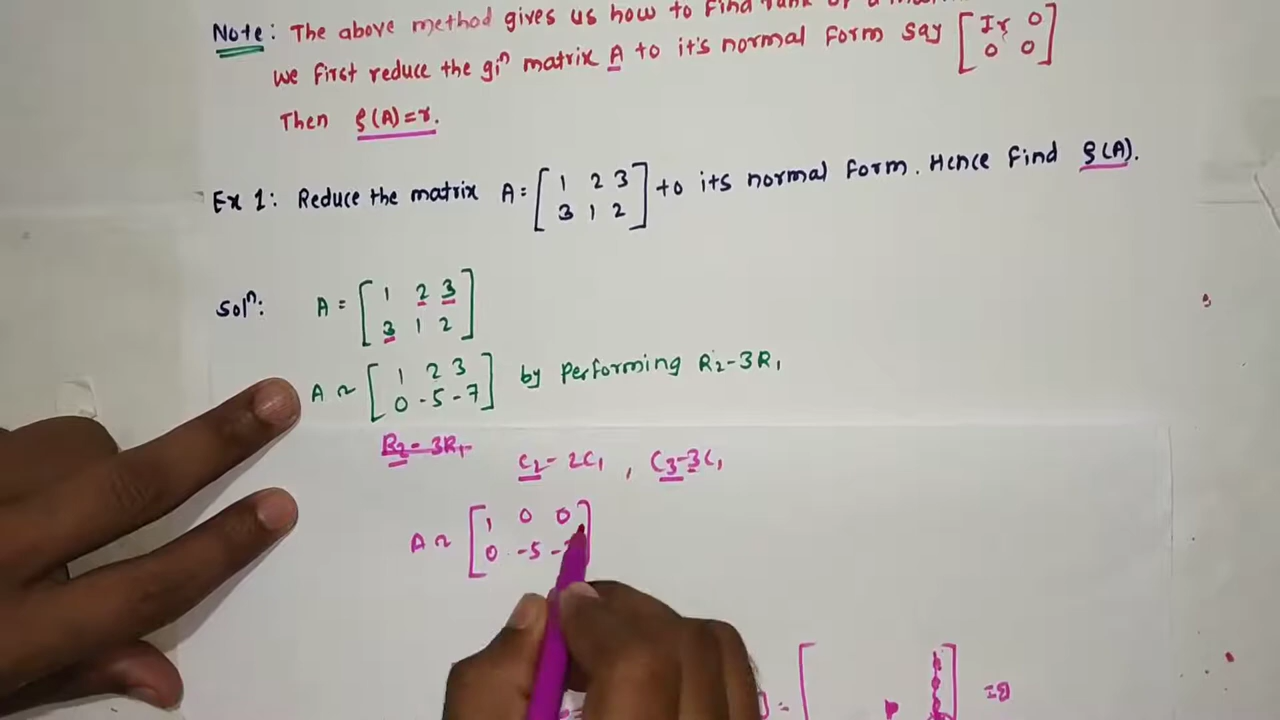 Note: The above method gives us how to find rank of a
we first reduce the giⁿ matrix A to it's normal form say [ Ir 0
0 0 ]
Then ρ(A)=r.
Ex 1: Reduce the matrix A = [ 1 2 3
3 1 2 ] to its normal form. Hence find ρ(A).
Solⁿ: A = [ 1 2 3
3 1 2 ]
A ~ [ 1 2 3
0 -5 -7 ] by performing R2-3R1
R2-3R1
C2-2C1 , C3-3C1
A ~ [ 1 0 0
0 -5 - ]